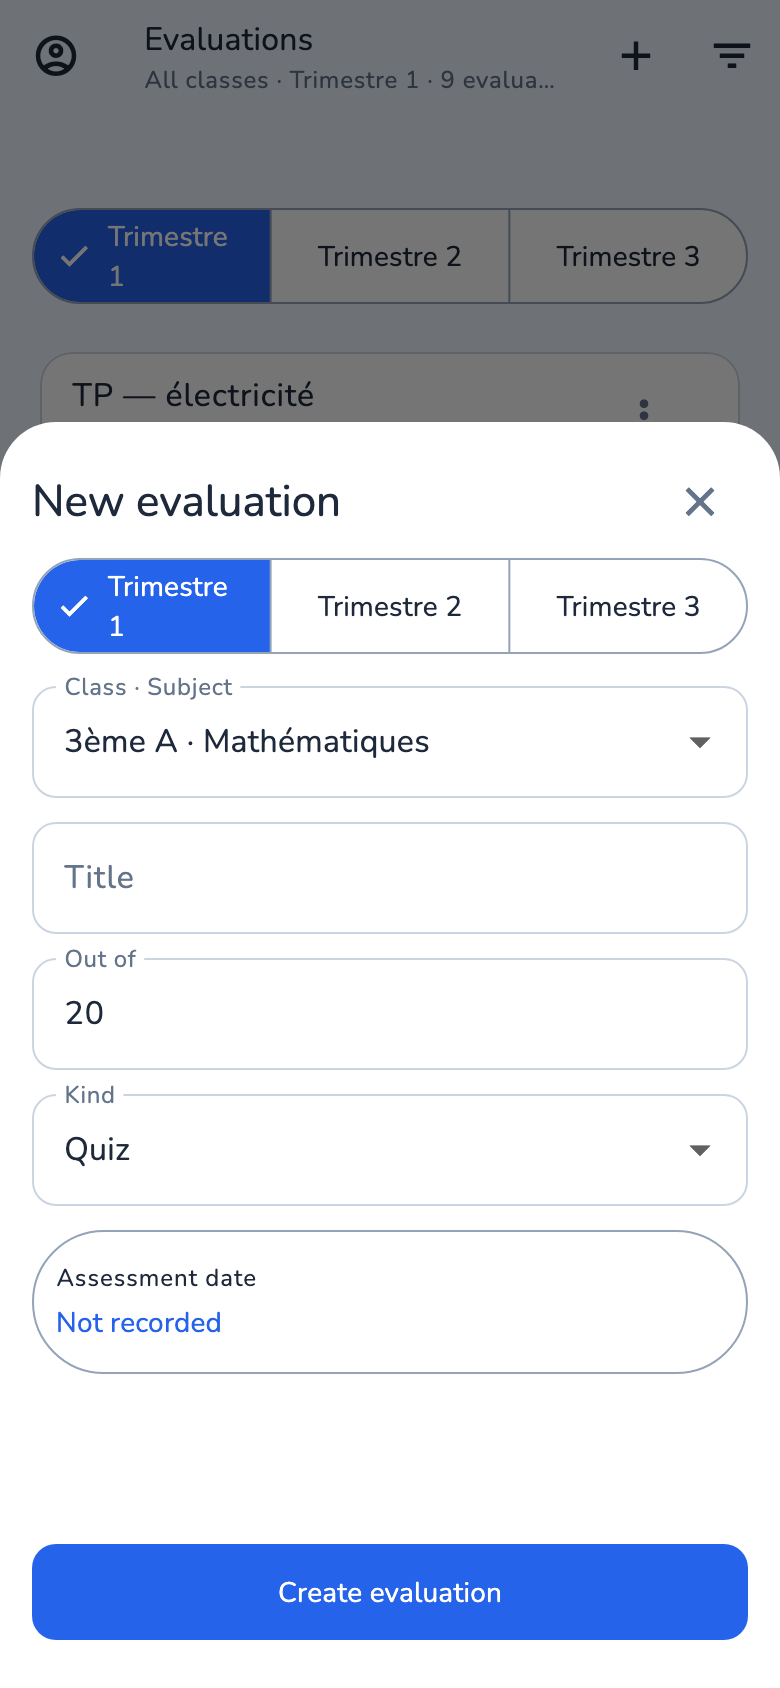 Evaluations
All classes · Trimestre 1 · 9 evalua...
Trimestre
1
Trimestre 2
Trimestre 3
TP — électricité
New evaluation
Trimestre
1
Trimestre 2
Trimestre 3
Class · Subject
3ème A · Mathématiques
Title
Out of
20
Kind
Quiz
Assessment date
Not recorded
Create evaluation